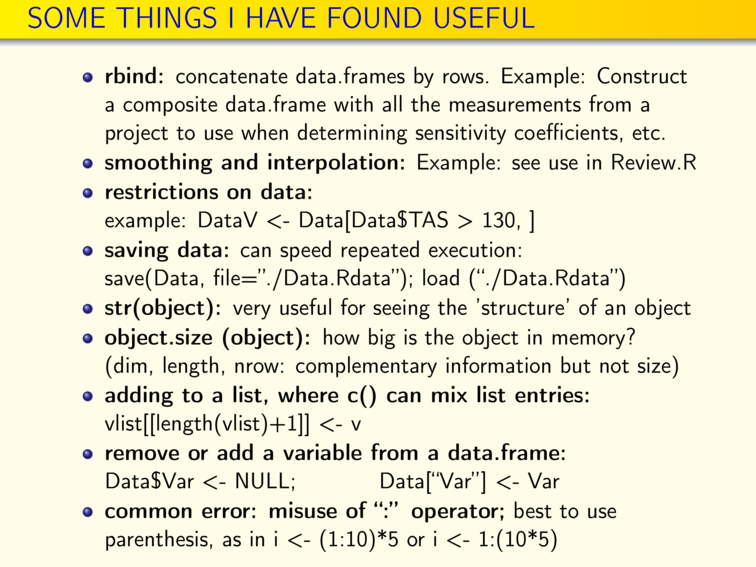 SOME THINGS I HAVE FOUND USEFUL
rbind: concatenate data.frames by rows. Example: Construct
a composite data.frame with all the measurements from a
project to use when determining sensitivity coefficients, etc.
smoothing and interpolation: Example: see use in Review.R
restrictions on data:
example: DataV <- Data[Data$TAS > 130, ]
saving data: can speed repeated execution:
save(Data, file=”./Data.Rdata”); load (“./Data.Rdata”)
str(object): very useful for seeing the 'structure' of an object
object.size (object): how big is the object in memory?
(dim, length, nrow: complementary information but not size)
adding to a list, where c() can mix list entries:
vlist[[length(vlist)+1]] <- v
remove or add a variable from a data.frame:
Data$Var <- NULL; Data[“Var”] <- Var
common error: misuse of “:” operator; best to use
parenthesis, as in i <- (1:10)*5 or i <- 1:(10*5)